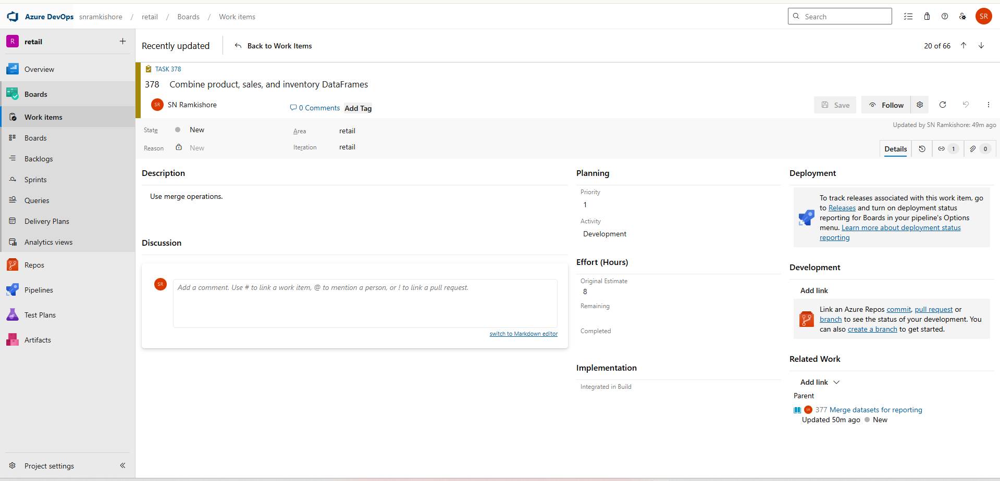 Azure DevOps snramkishore / retail / Boards / Work items
Search
SR
R retail
Overview
Boards
Work items
Boards
Backlogs
Sprints
Queries
Delivery Plans
Analytics views
Repos
Pipelines
Test Plans
Artifacts
Project settings
Recently updated
Back to Work Items
20 of 66
TASK 378
378 Combine product, sales, and inventory DataFrames
SR SN Ramkishore
0 Comments
Add Tag
Save
Follow
State New
Area retail
Updated by SN Ramkishore: 49m ago
Reason New
Iteration retail
Details
1
0
Description
Use merge operations.
Discussion
SR
Add a comment. Use # to link a work item, @ to mention a person, or ! to link a pull request.
switch to Markdown editor
Planning
Priority
1
Activity
Development
Effort (Hours)
Original Estimate
8
Remaining
Completed
Implementation
Integrated in Build
Deployment
To track releases associated with this work item, go
to Releases and turn on deployment status
reporting for Boards in your pipeline's Options
menu. Learn more about deployment status
reporting
Development
Add link
Link an Azure Repos commit, pull request or
branch to see the status of your development. You
can also create a branch to get started.
Related Work
Add link
Parent
SR 377 Merge datasets for reporting
Updated 50m ago New